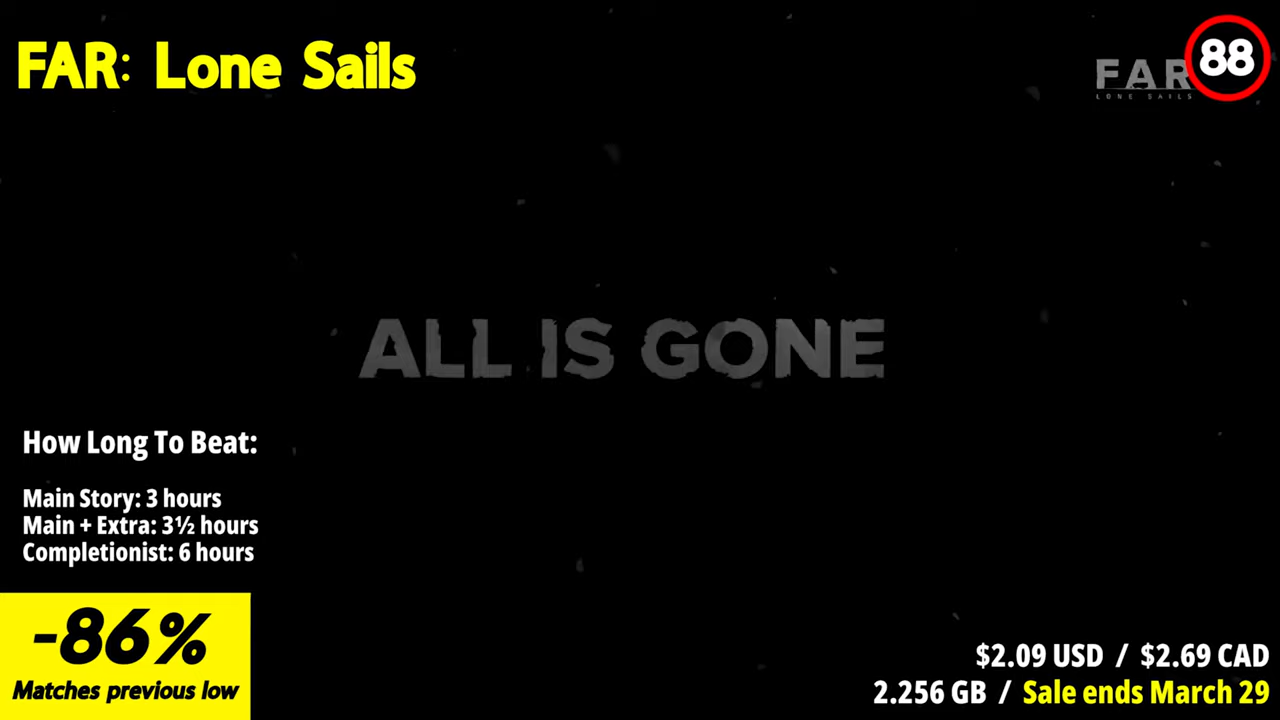 FAR: Lone Sails
FAR
LONE SAILS
88
ALL IS GONE
How Long To Beat:
Main Story: 3 hours
Main + Extra: 3½ hours
Completionist: 6 hours
-86%
Matches previous low
$2.09 USD / $2.69 CAD
2.256 GB / Sale ends March 29